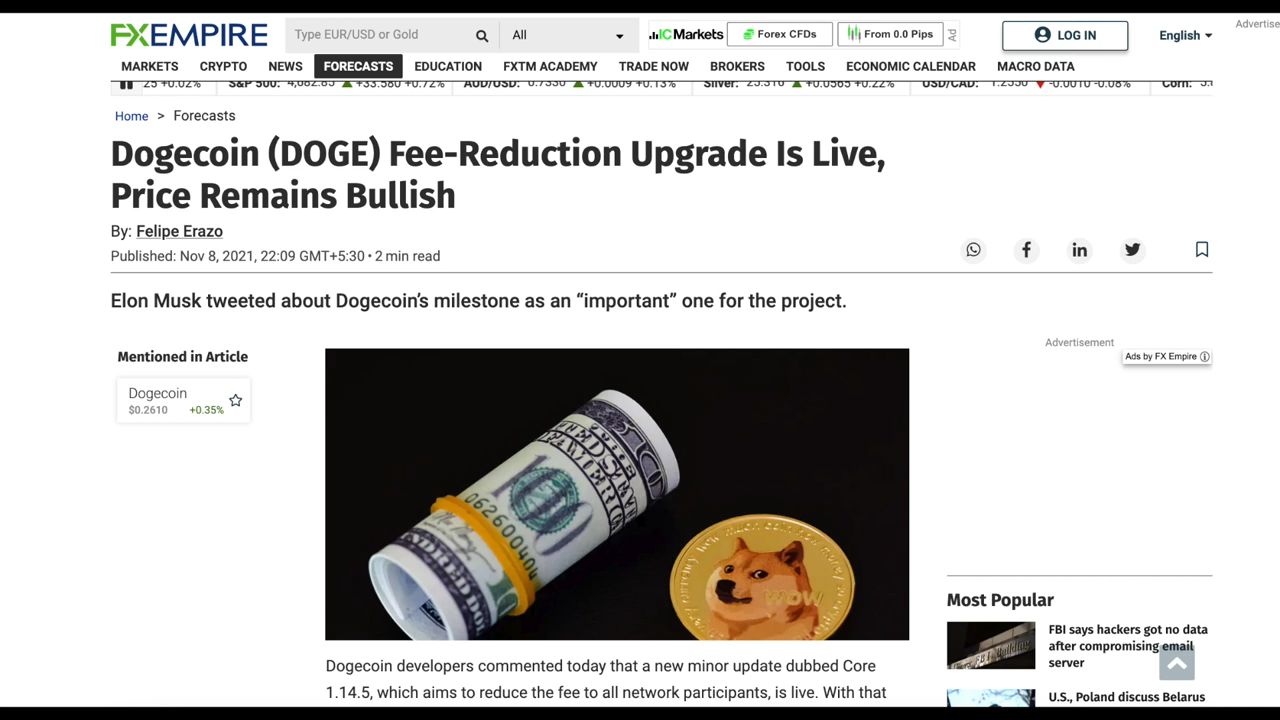 Advertise
FXEMPIRE
Type EUR/USD or Gold
All
ICMarkets
Forex CFDs
From 0.0 Pips
AD
LOG IN
English
MARKETS CRYPTO NEWS FORECASTS EDUCATION FXTM ACADEMY TRADE NOW BROKERS TOOLS ECONOMIC CALENDAR MACRO DATA
25 +0.02% S&P 500: 4,682.85 +33.580 +0.72% AUD/USD: 0.7330 +0.0009 +0.13% Silver: 25.316 +0.0565 +0.22% USD/CAD: 1.2550 -0.0010 -0.08% Corn:
Home > Forecasts
Dogecoin (DOGE) Fee-Reduction Upgrade Is Live,
Price Remains Bullish
By: Felipe Erazo
Published: Nov 8, 2021, 22:09 GMT+5:30 • 2 min read
Elon Musk tweeted about Dogecoin’s milestone as an “important” one for the project.
Mentioned in Article
Dogecoin
$0.2610 +0.35%
100
WOW
Advertisement
Ads by FX Empire
Dogecoin developers commented today that a new minor update dubbed Core
1.14.5, which aims to reduce the fee to all network participants, is live. With that
Most Popular
FBI says hackers got no data
after compromising email
server
U.S., Poland discuss Belarus